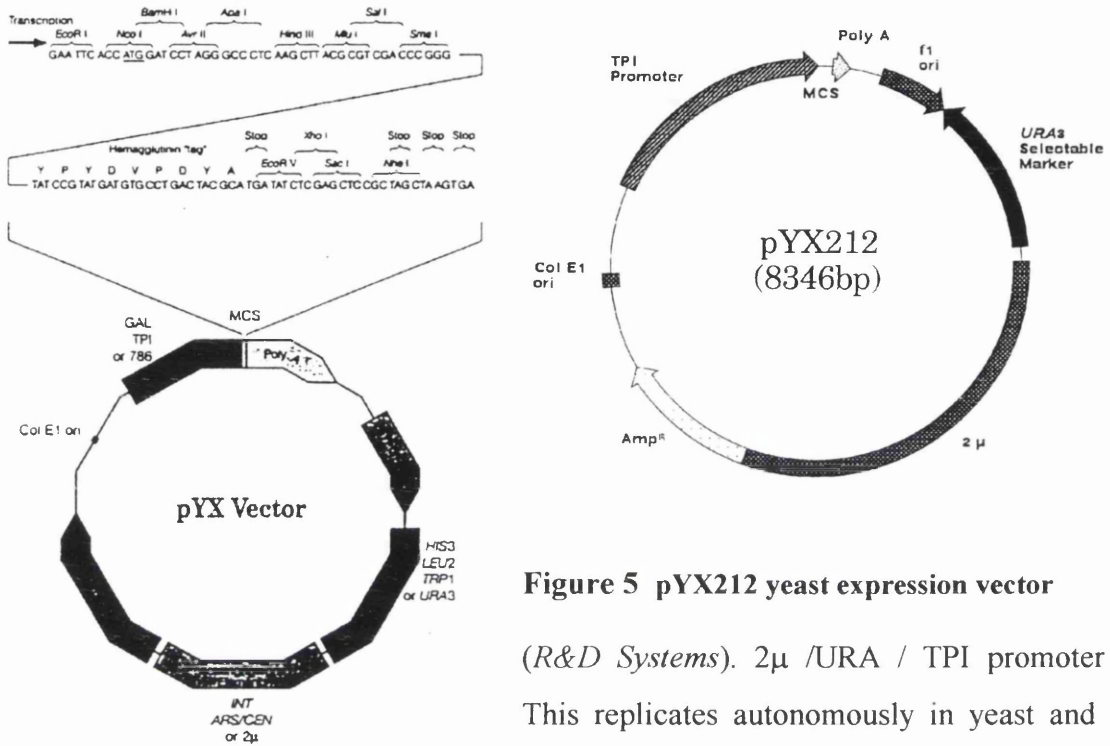 Transcription
BamH I Apa I Sal I
EcoR I Nco I Avr II Hind III Mlu I Sma I
GAATTC ACC ATG GAT CCT AGG GCC CTC AAG CTT ACG CGT CGA CCC GGG
Hemagglutinin "tag" Stop Xho I Stop Stop Stop
Y P Y D V P D Y A EcoR V Sac I Nhe I
TAT CCG TAT GAT GTG CCT GAC TAC GCA TGA TAT CTC GAG CTC CGC TAG CTA AGT GA
MCS
GAL
TPI
or 786
Poly A T
Col E1 ori
pYX Vector
HIS3
LEU2
TRP1
or URA3
INT
ARS/CEN
or 2µ
Poly A
f1
ori
TPI
Promoter
MCS
URA3
Selectable
Marker
pYX212
(8346bp)
Col E1
ori
Ampᴿ
2 µ
Figure 5 pYX212 yeast expression vector
(R&D Systems). 2µ /URA / TPI promoter
This replicates autonomously in yeast and